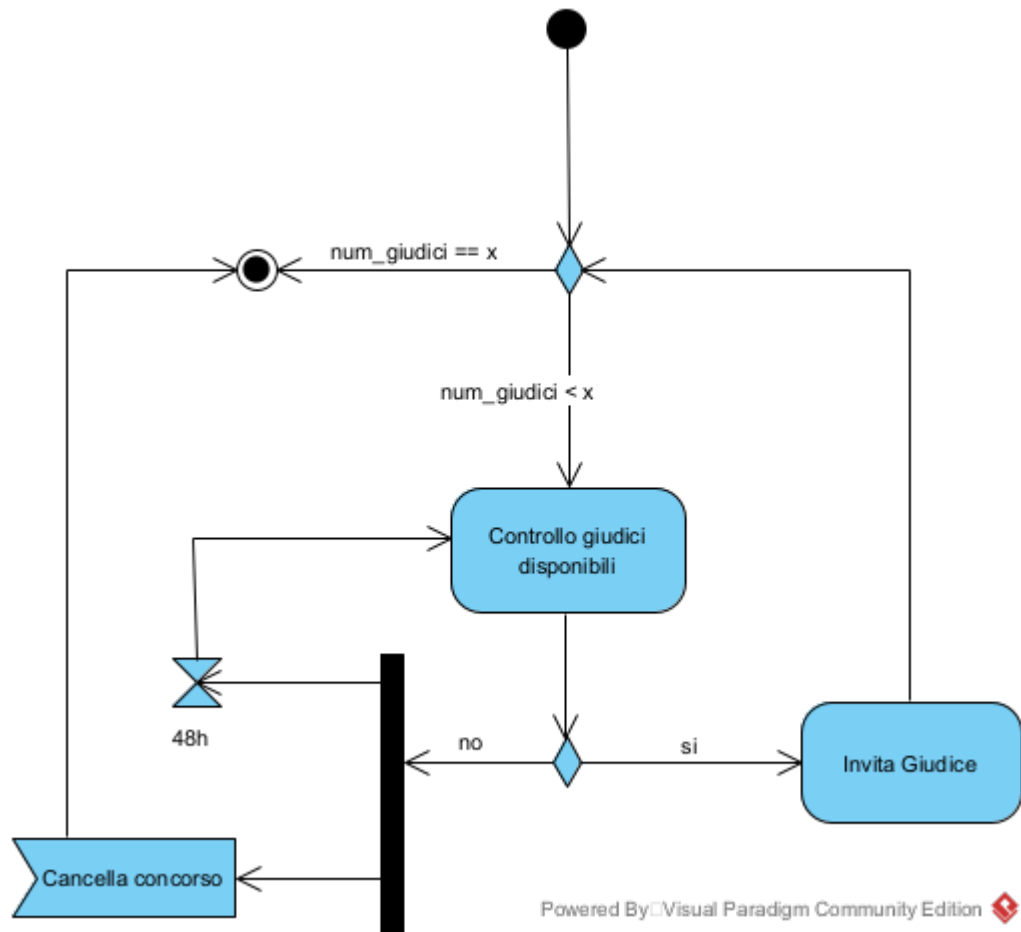 num_giudici == x
num_giudici < x
Controllo giudici
disponibili
48h
no
si
Invita Giudice
Cancella concorso
Powered By Visual Paradigm Community Edition